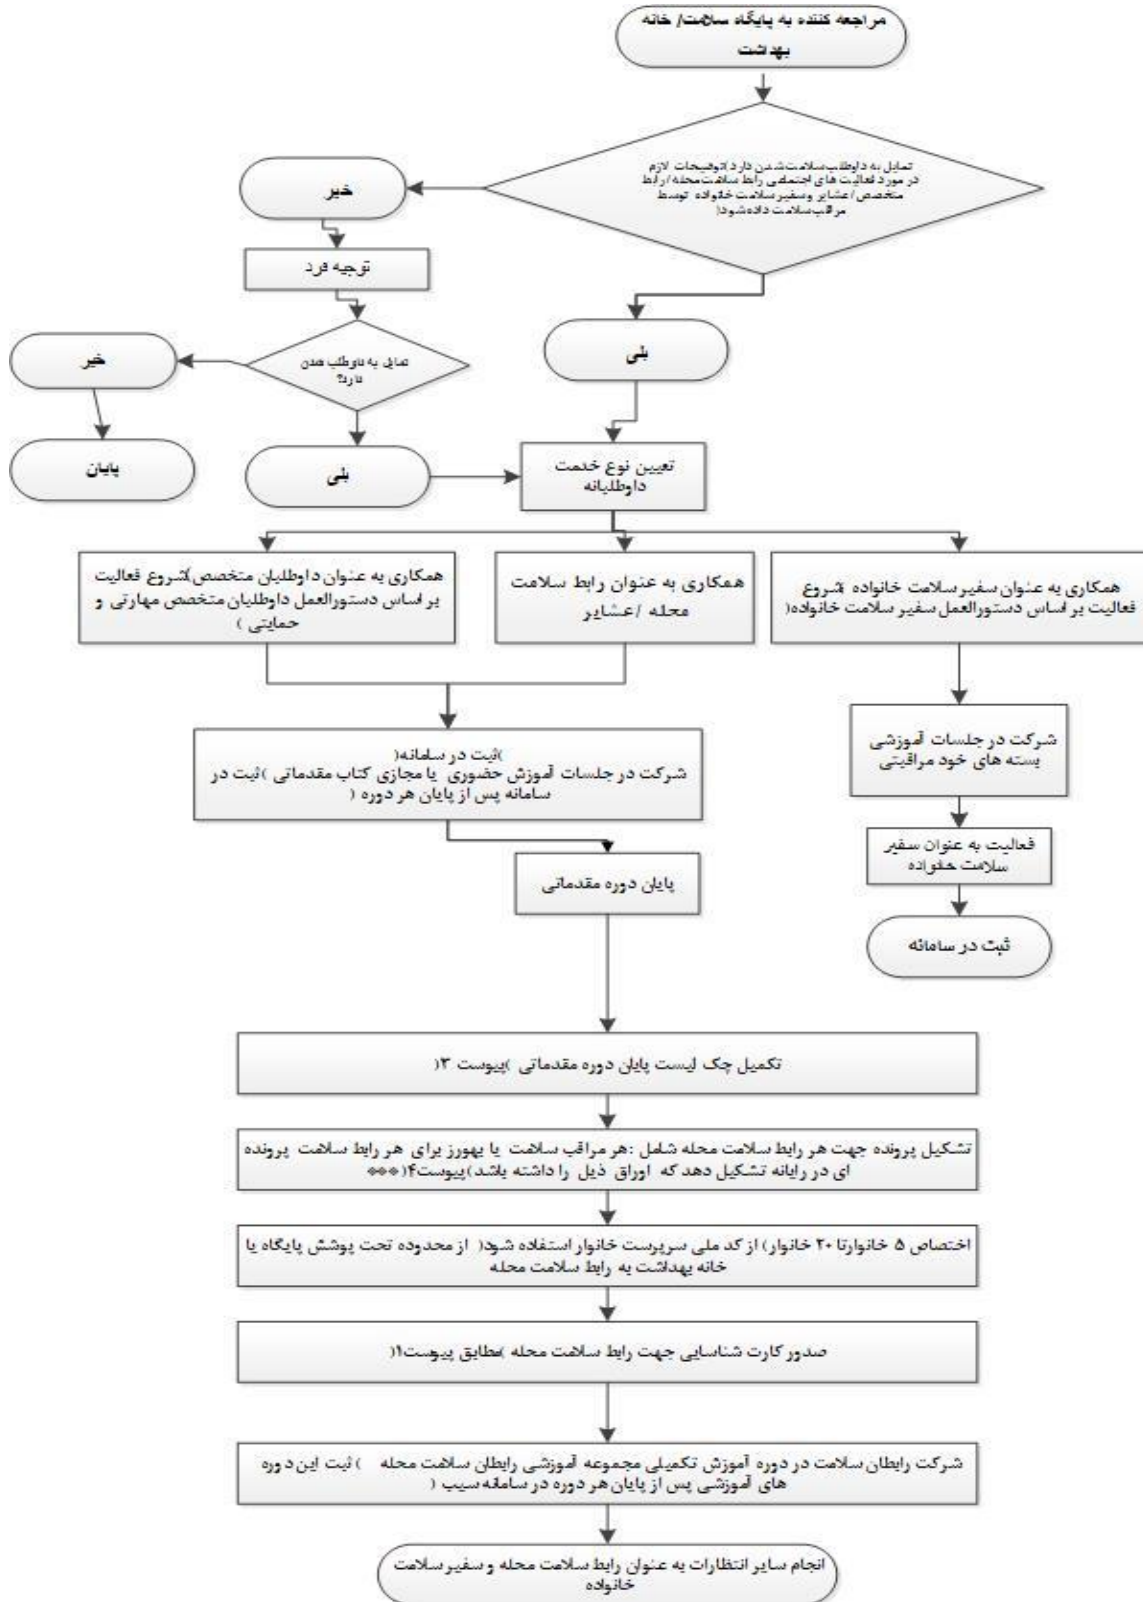 مراجعه کننده به پایگاه سلامت/ خانه
بهداشت
تمایل به داوطلب سلامت شدن دارد)توضیحات لازم
در مورد فعالیت های اجتماعی رابط سلامت محله/رابط
متخصص/عشایر و سفیر سلامت خانواده توسط
مراقب سلامت داده شود(
خیر
توجیه فرد
بلی
تمایل به داوطلب شدن
دارد؟
خیر
پایان
بلی
تعیین نوع خدمت
داوطلبانه
همکاری به عنوان سفیر سلامت خانواده )شروع
فعالیت بر اساس دستورالعمل سفیر سلامت خانواده(
همکاری به عنوان رابط سلامت
محله /عشایر
همکاری به عنوان داوطلبان متخصص)شروع فعالیت
بر اساس دستورالعمل داوطلبان متخصص مهارتی و
حمایتی )
شرکت در جلسات آموزشی
بسته های خود مراقبتی
فعالیت به عنوان سفیر
سلامت خانواده
ثبت در سامانه
)ثبت در سامانه(
شرکت در جلسات آموزش حضوری یا مجازی کتاب مقدماتی )ثبت در
سامانه پس از پایان هر دوره (
پایان دوره مقدماتی
تکمیل چک لیست پایان دوره مقدماتی )پیوست ۳(
تشکیل پرونده جهت هر رابط سلامت محله شامل :هر مراقب سلامت یا بهورز برای هر رابط سلامت پرونده
ای در رایانه تشکیل دهد که اوراق ذیل را داشته باشد)پیوست۴(***
اختصاص ۵ خانوارتا ۲۰ خانوار) از کد ملی سرپرست خانوار استفاده شود( از محدوده تحت پوشش پایگاه یا
خانه بهداشت به رابط سلامت محله
صدور کارت شناسایی جهت رابط سلامت محله )مطابق پیوست۱(
شرکت رابطان سلامت در دوره آموزش تکمیلی مجموعه آموزشی رابطان سلامت محله )ثبت این دوره
های آموزشی پس از پایان هر دوره در سامانه سیب (
انجام سایر انتظارات به عنوان رابط سلامت محله و سفیر سلامت
خانواده